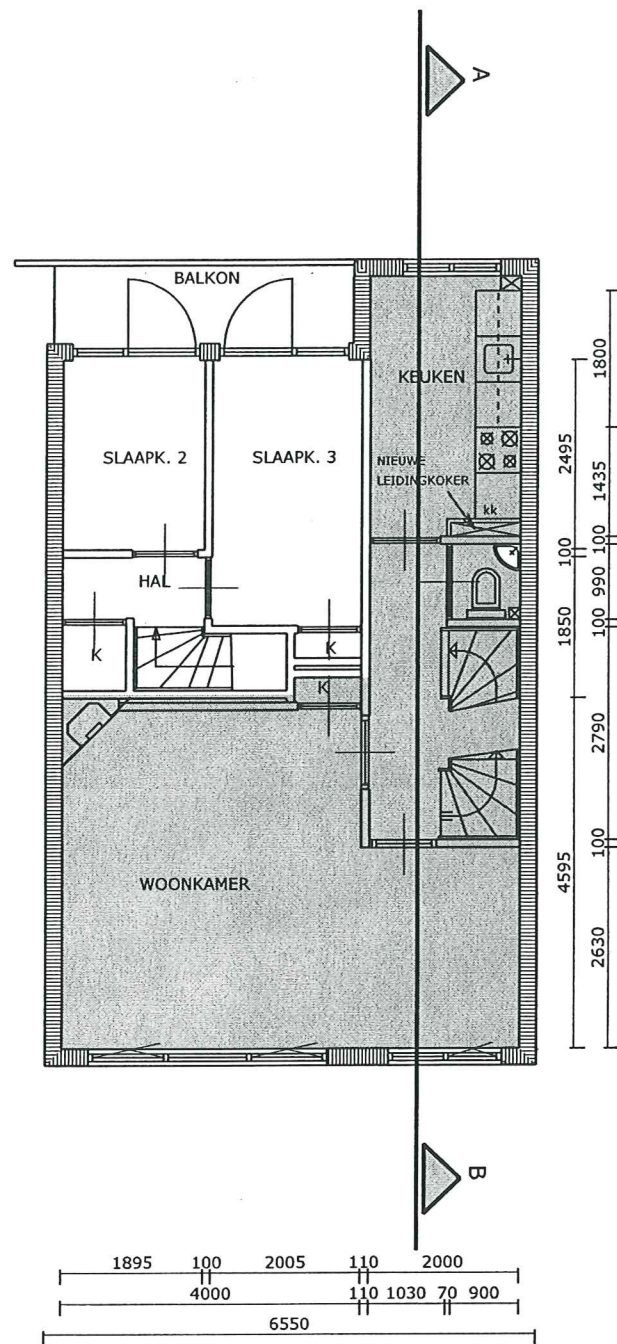 A
BALKON
KEUKEN
SLAAPK. 2
SLAAPK. 3
NIEUWE
LEIDINGKOKER
kk
HAL
K
K
K
WOONKAMER
1800
2495
1435
100
100
990
1850
100
2790
100
4595
2630
B
1895 100 2005 110 2000
4000 110 1030 70 900
6550